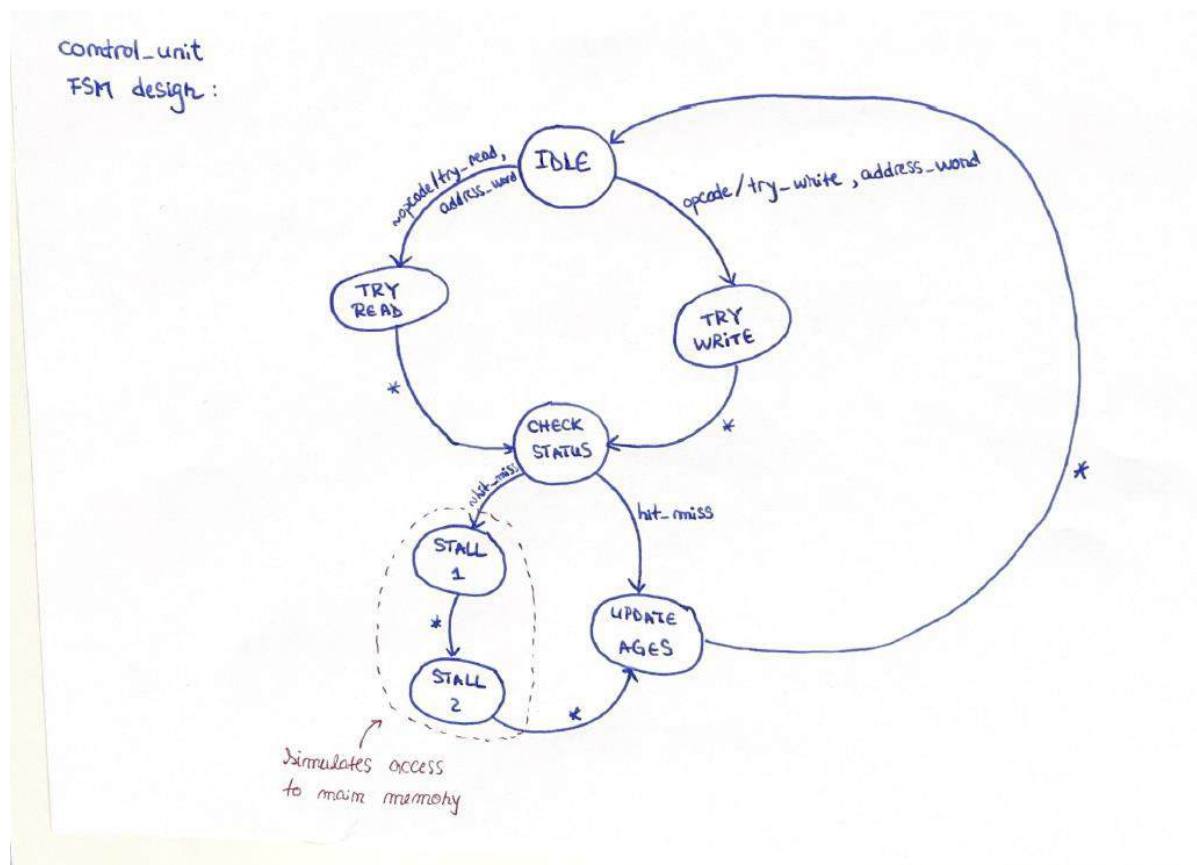 control_unit
FSM design:
IDLE
~opcode/try_read,
address_word
opcode/try_write, address_word
TRY
READ
TRY
WRITE
*
*
CHECK
STATUS
~hit_miss
hit_miss
*
STALL
1
*
UPDATE
AGES
STALL
2
*
simulates access
to main memory